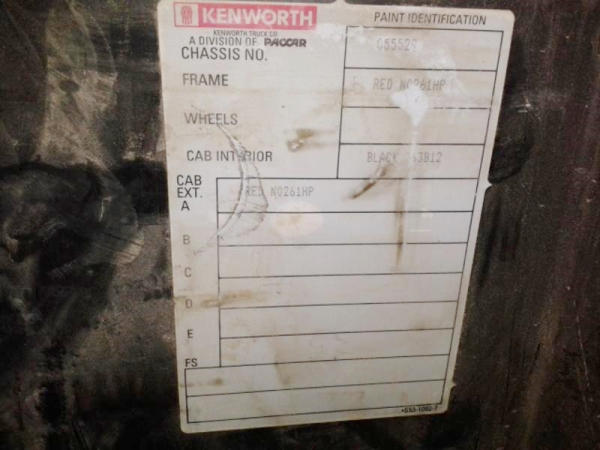 KENWORTH
PAINT IDENTIFICATION
KENWORTH TRUCK CO
A DIVISION OF PACCAR
CHASSIS NO.
FRAME RED N0261HP
WHEELS
CAB INTERIOR BLACK
CAB
EXT.
A RED N0261HP
B
C
D
E
FS